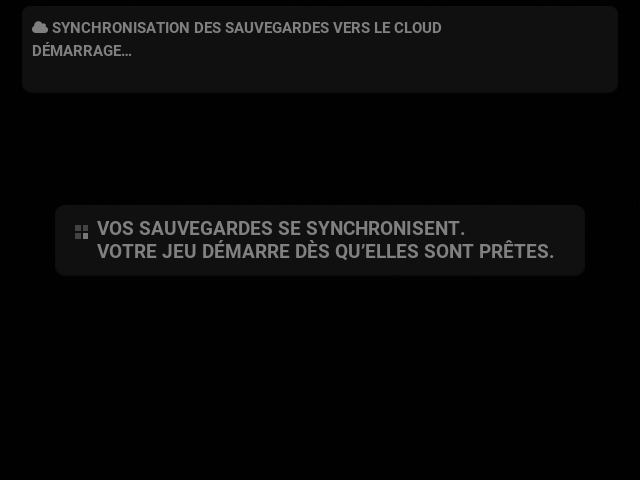 SYNCHRONISATION DES SAUVEGARDES VERS LE CLOUD
DÉMARRAGE…
VOS SAUVEGARDES SE SYNCHRONISENT.
VOTRE JEU DÉMARRE DÈS QU’ELLES SONT PRÊTES.